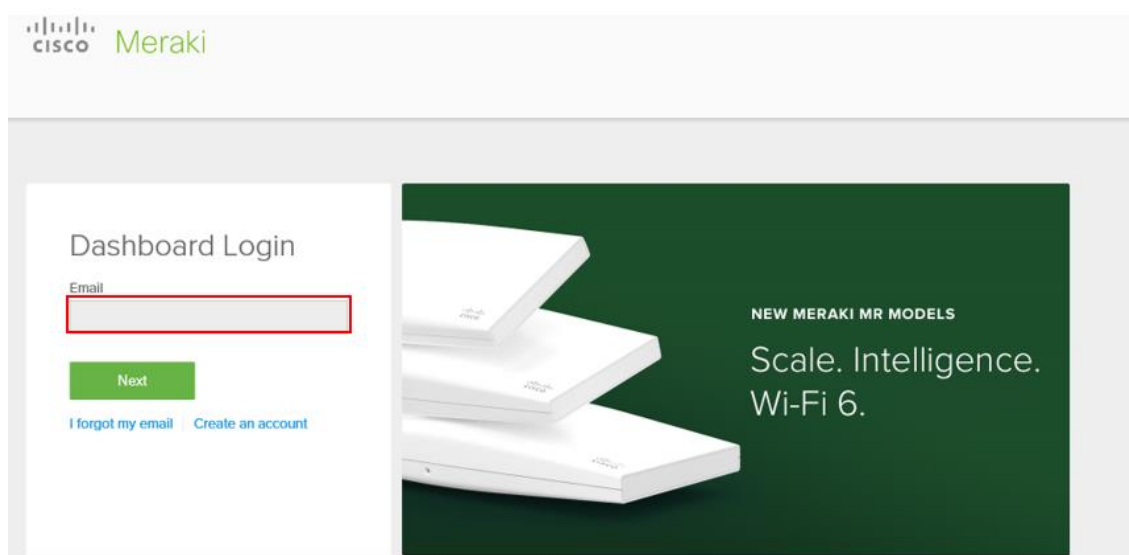 CISCO Meraki
Dashboard Login
Email
Next
I forgot my email Create an account
NEW MERAKI MR MODELS
Scale. Intelligence.
Wi-Fi 6.